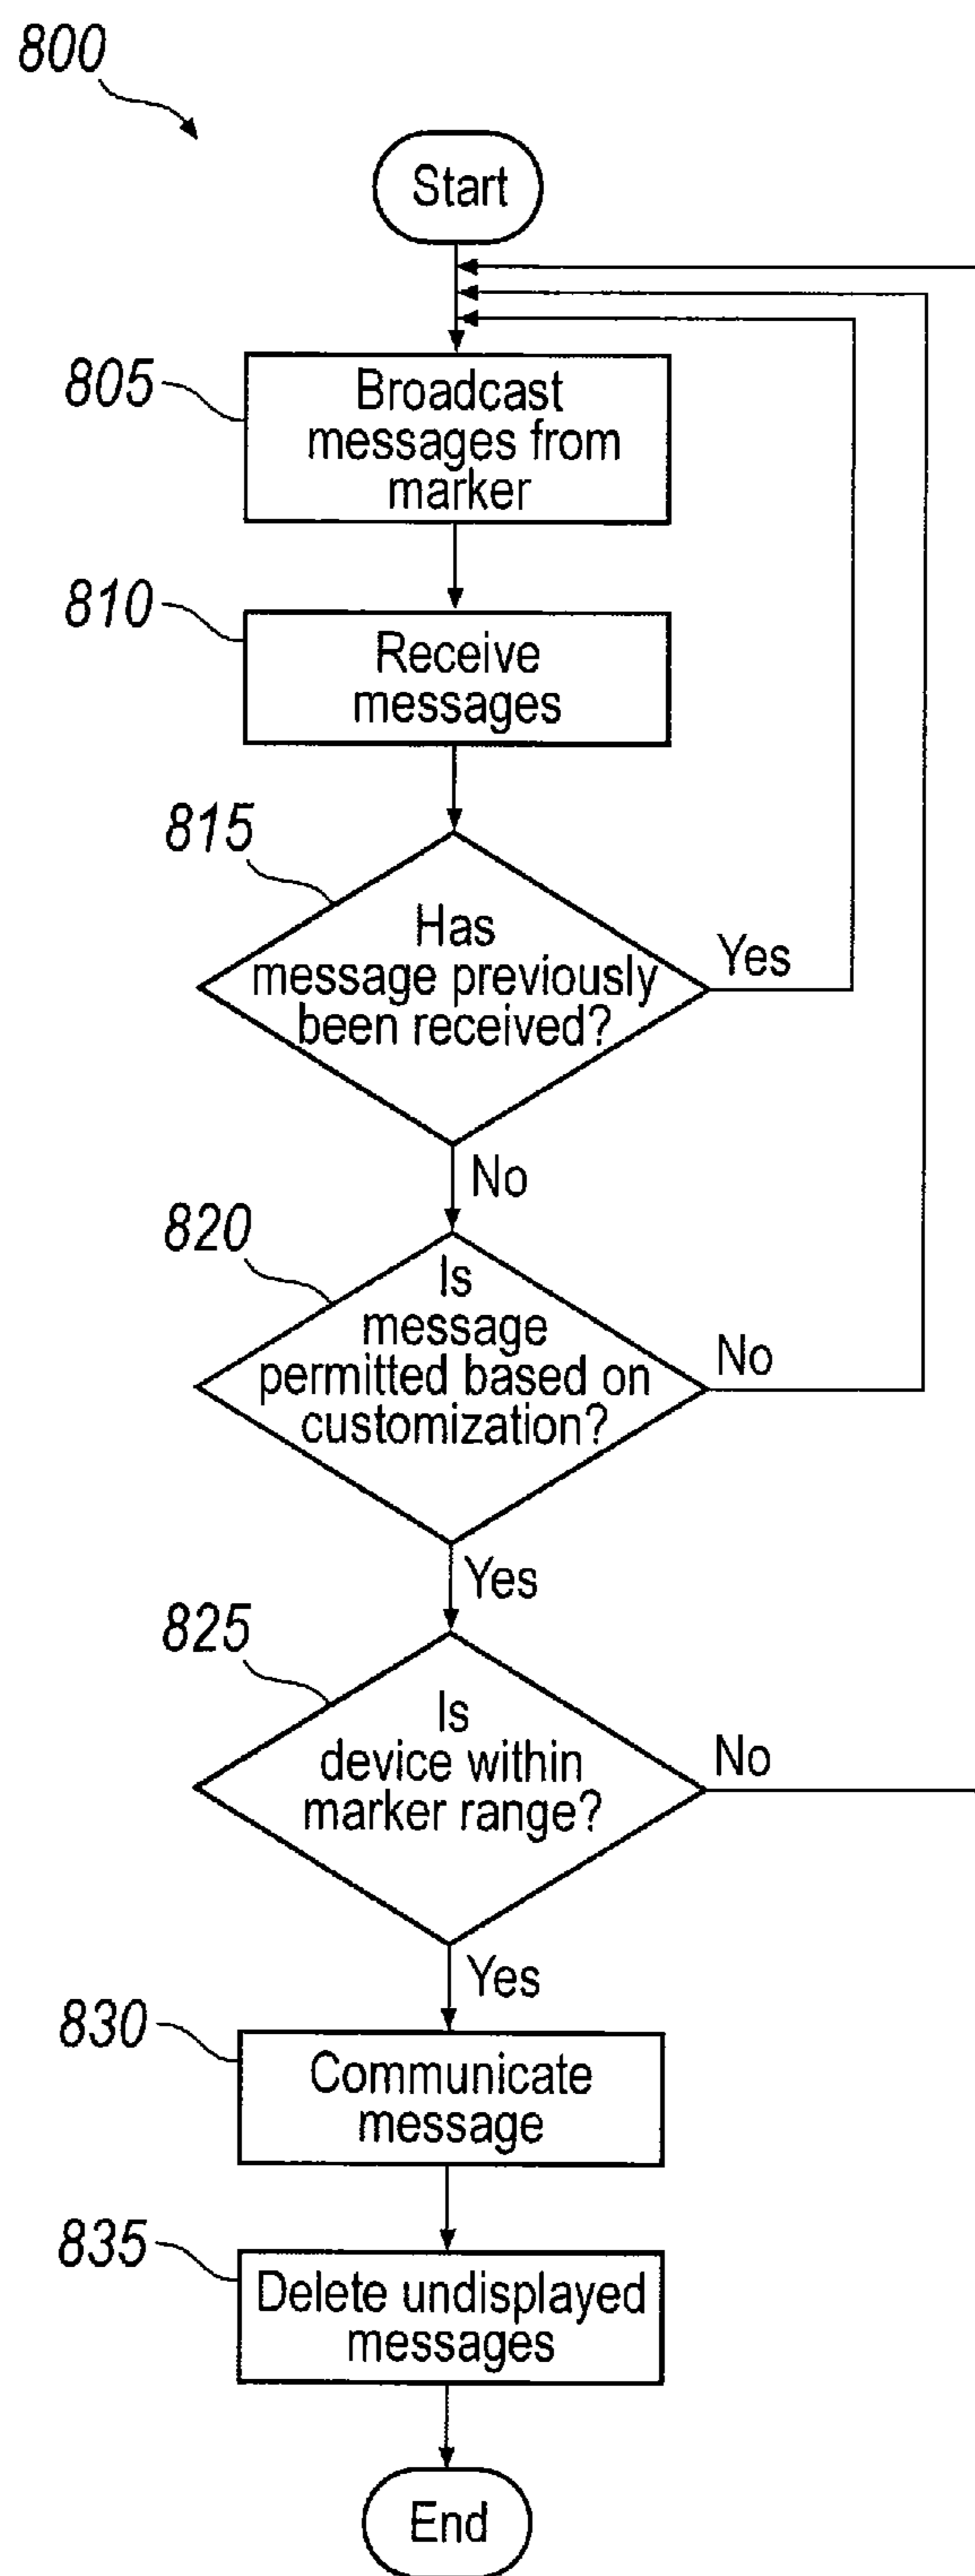 800
Start
805
Broadcast
messages from
marker
810
Receive
messages
815
Has
message previously
been received?
Yes
No
820
Is
message
permitted based on
customization?
No
Yes
825
Is
device within
marker range?
No
Yes
830
Communicate
message
835
Delete undisplayed
messages
End